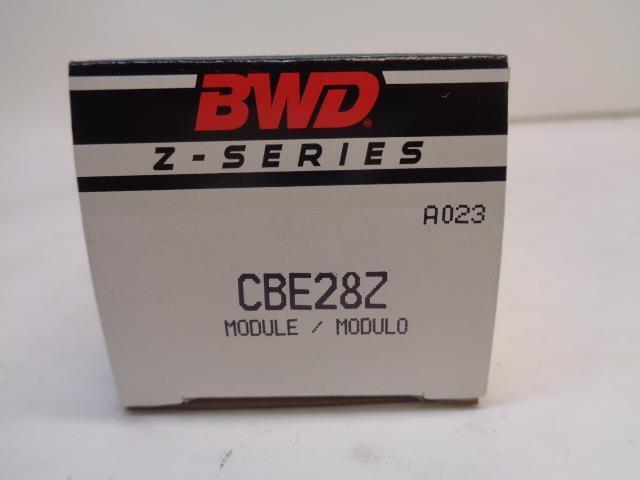 BWD®
Z-SERIES
A023
CBE28Z
MODULE / MODULO